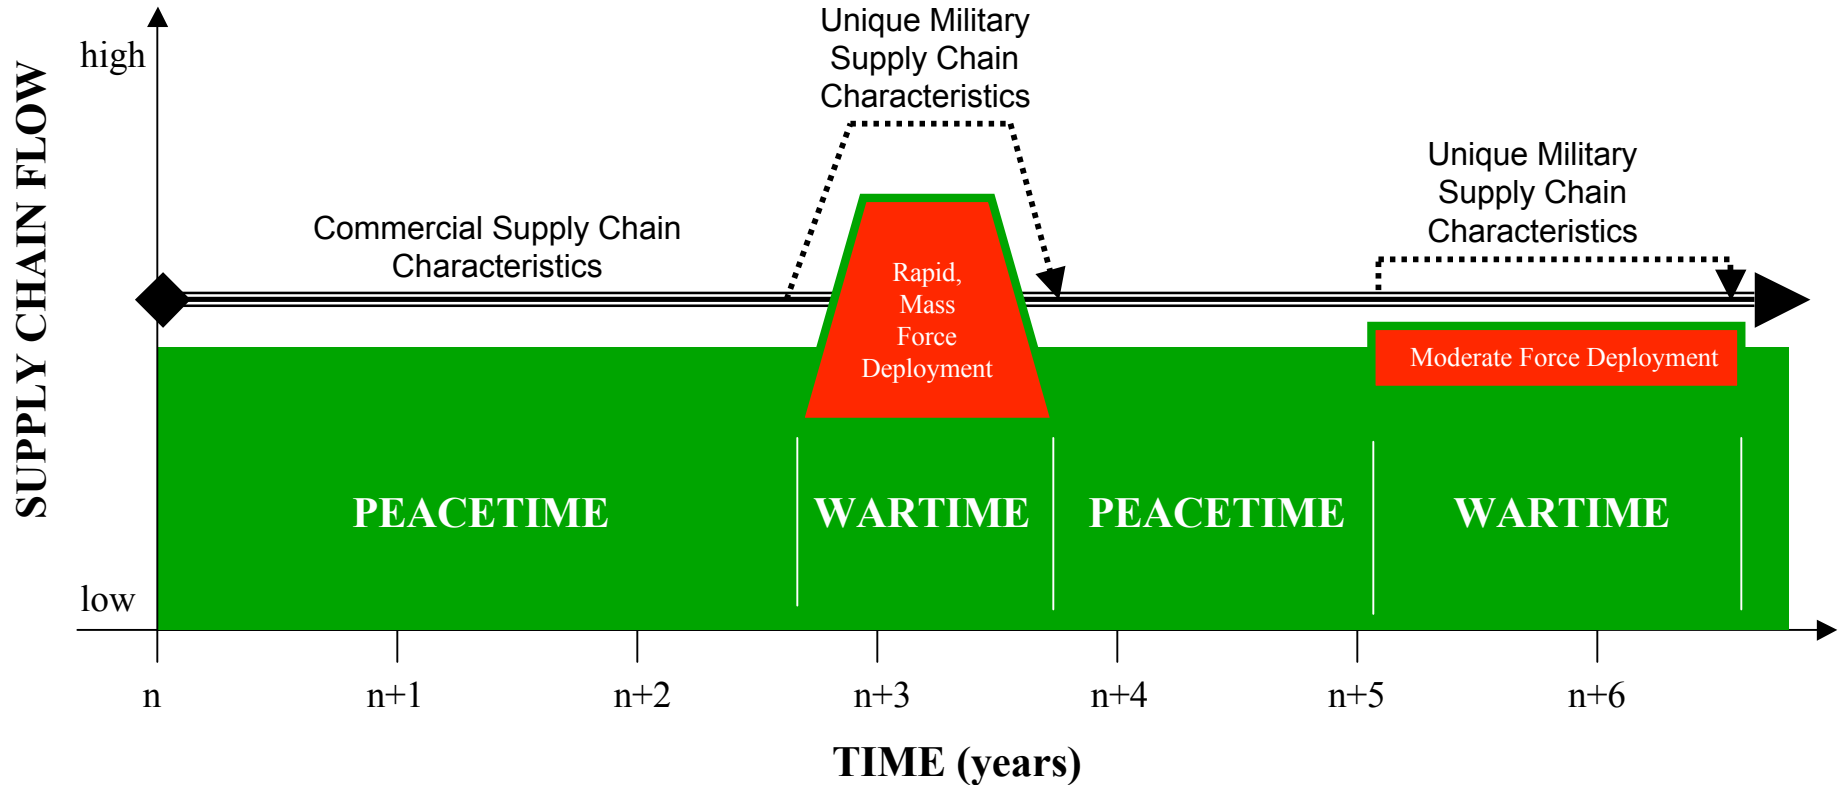 SUPPLY CHAIN FLOW
high
low
Commercial Supply Chain
Characteristics
Unique Military
Supply Chain
Characteristics
Unique Military
Supply Chain
Characteristics
Rapid,
Mass
Force
Deployment
Moderate Force Deployment
PEACETIME
WARTIME
PEACETIME
WARTIME
n
n+1
n+2
n+3
n+4
n+5
n+6
TIME (years)